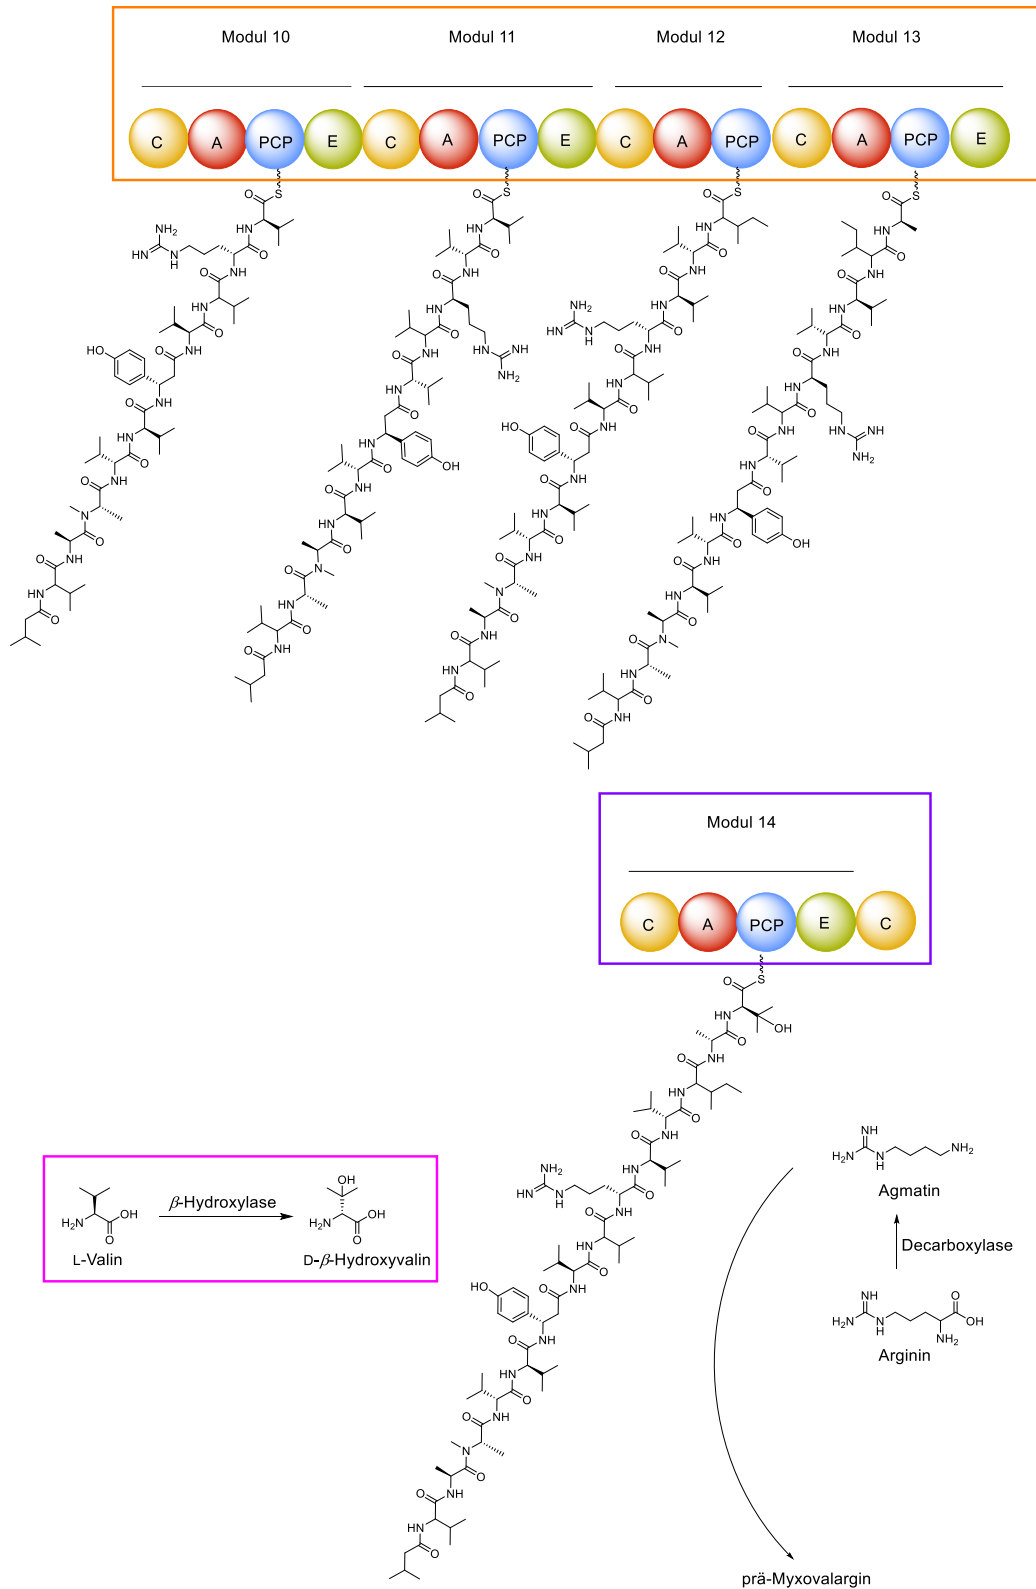 Modul 10 Modul 11 Modul 12 Modul 13
C A PCP E C A PCP E C A PCP C A PCP E
Modul 14
C A PCP E C
β-Hydroxylase
L-Valin
D-β-Hydroxyvalin
Agmatin
Decarboxylase
Arginin
prä-Myxovalargin